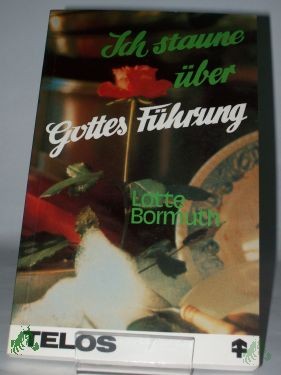 Ich staune
über
Gottes Führung
Lotte
Bormuth
TELOS